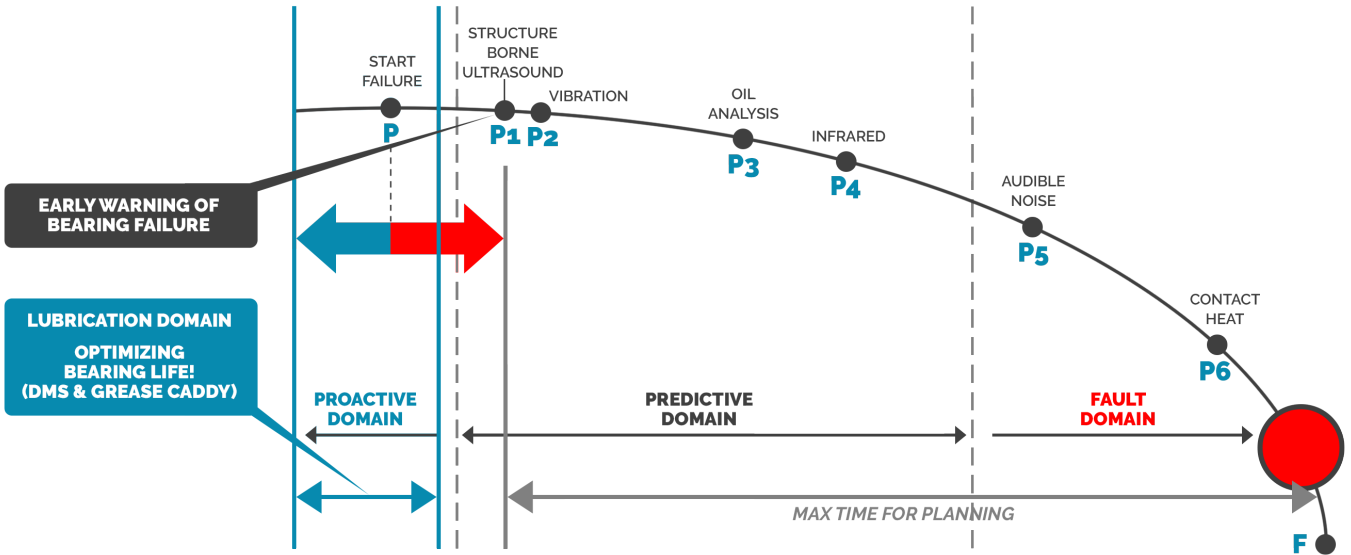 STRUCTURE
BORNE
ULTRASOUND
START
FAILURE
VIBRATION
OIL
ANALYSIS
INFRARED
P
P1
P2
P3
P4
AUDIBLE
NOISE
P5
EARLY WARNING OF
BEARING FAILURE
CONTACT
HEAT
P6
LUBRICATION DOMAIN
OPTIMIZING
BEARING LIFE!
(DMS & GREASE CADDY)
PROACTIVE
DOMAIN
PREDICTIVE
DOMAIN
FAULT
DOMAIN
MAX TIME FOR PLANNING
F